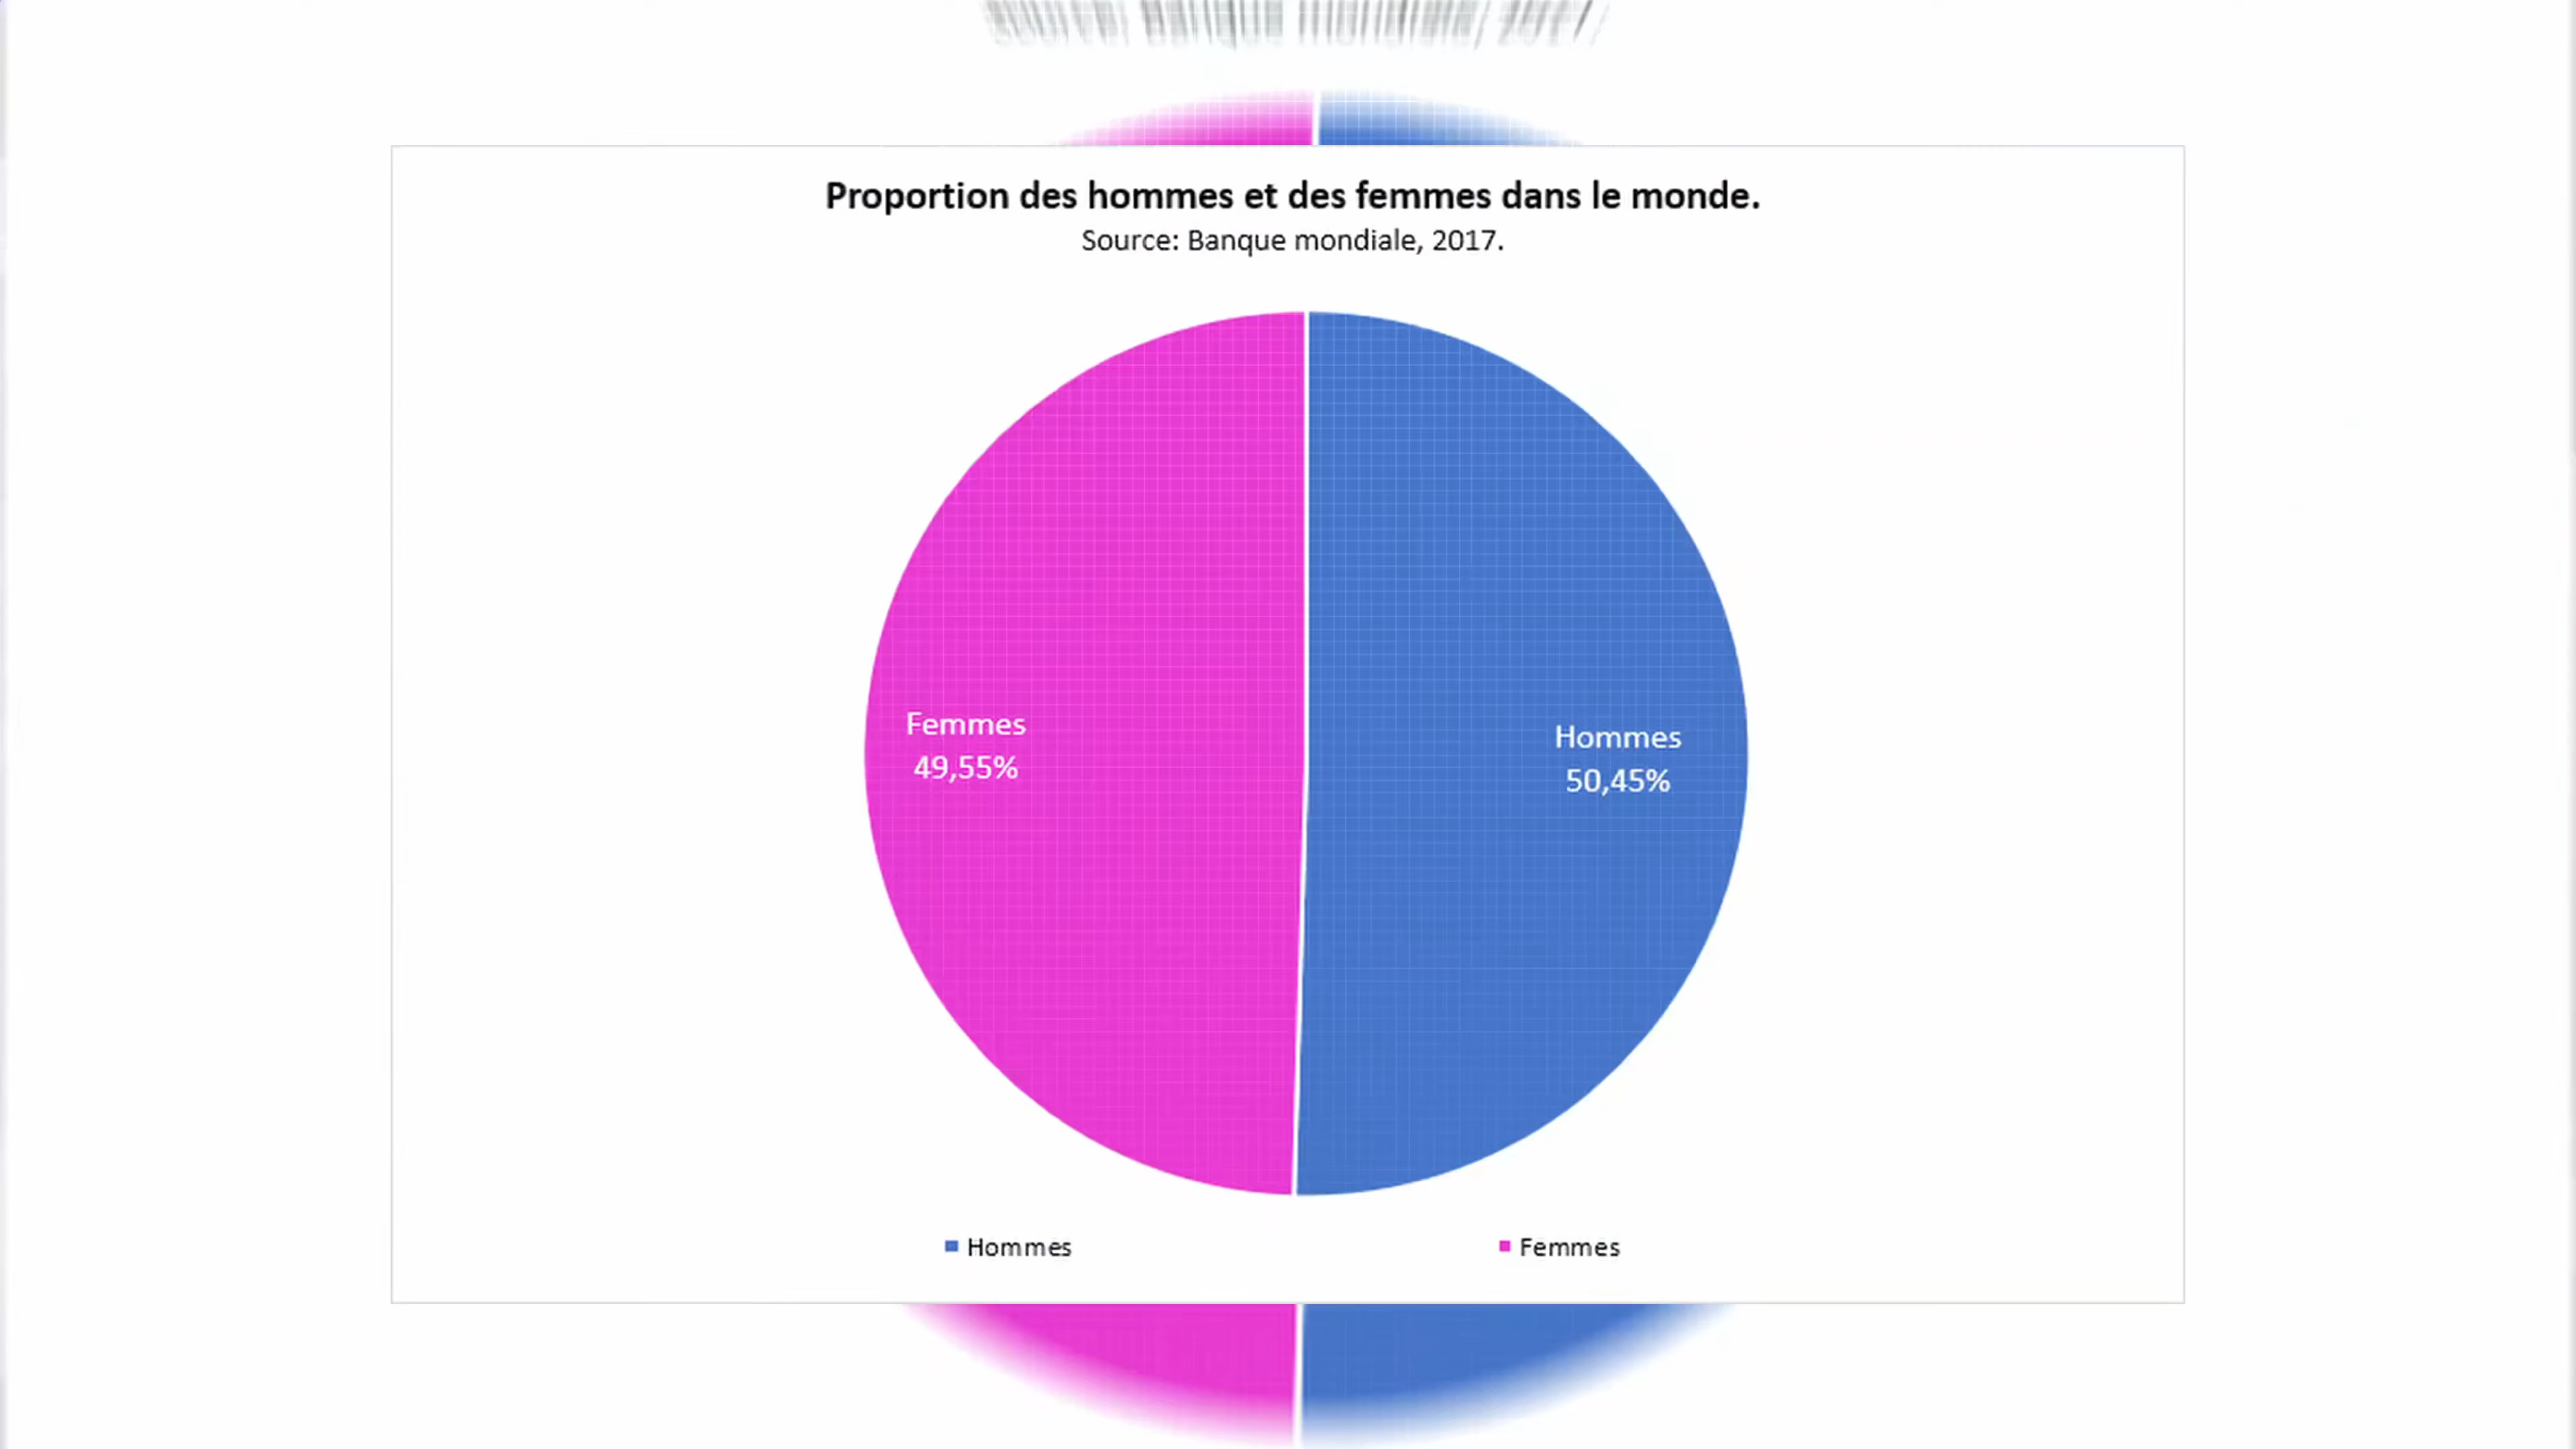 Proportion des hommes et des femmes dans le monde.
Source: Banque mondiale, 2017.
Femmes
49,55%
Hommes
50,45%
Hommes
Femmes